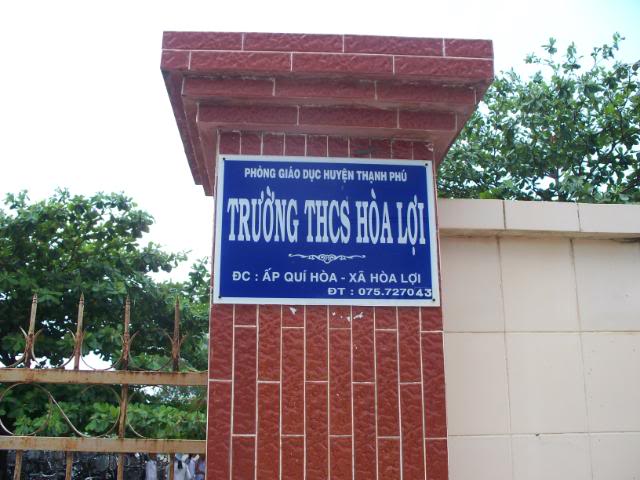 PHÒNG GIÁO DỤC HUYỆN THẠNH PHÚ
TRƯỜNG THCS HÒA LỢI
ĐC : ẤP QUÍ HÒA - XÃ HÒA LỢI
ĐT : 075.727043